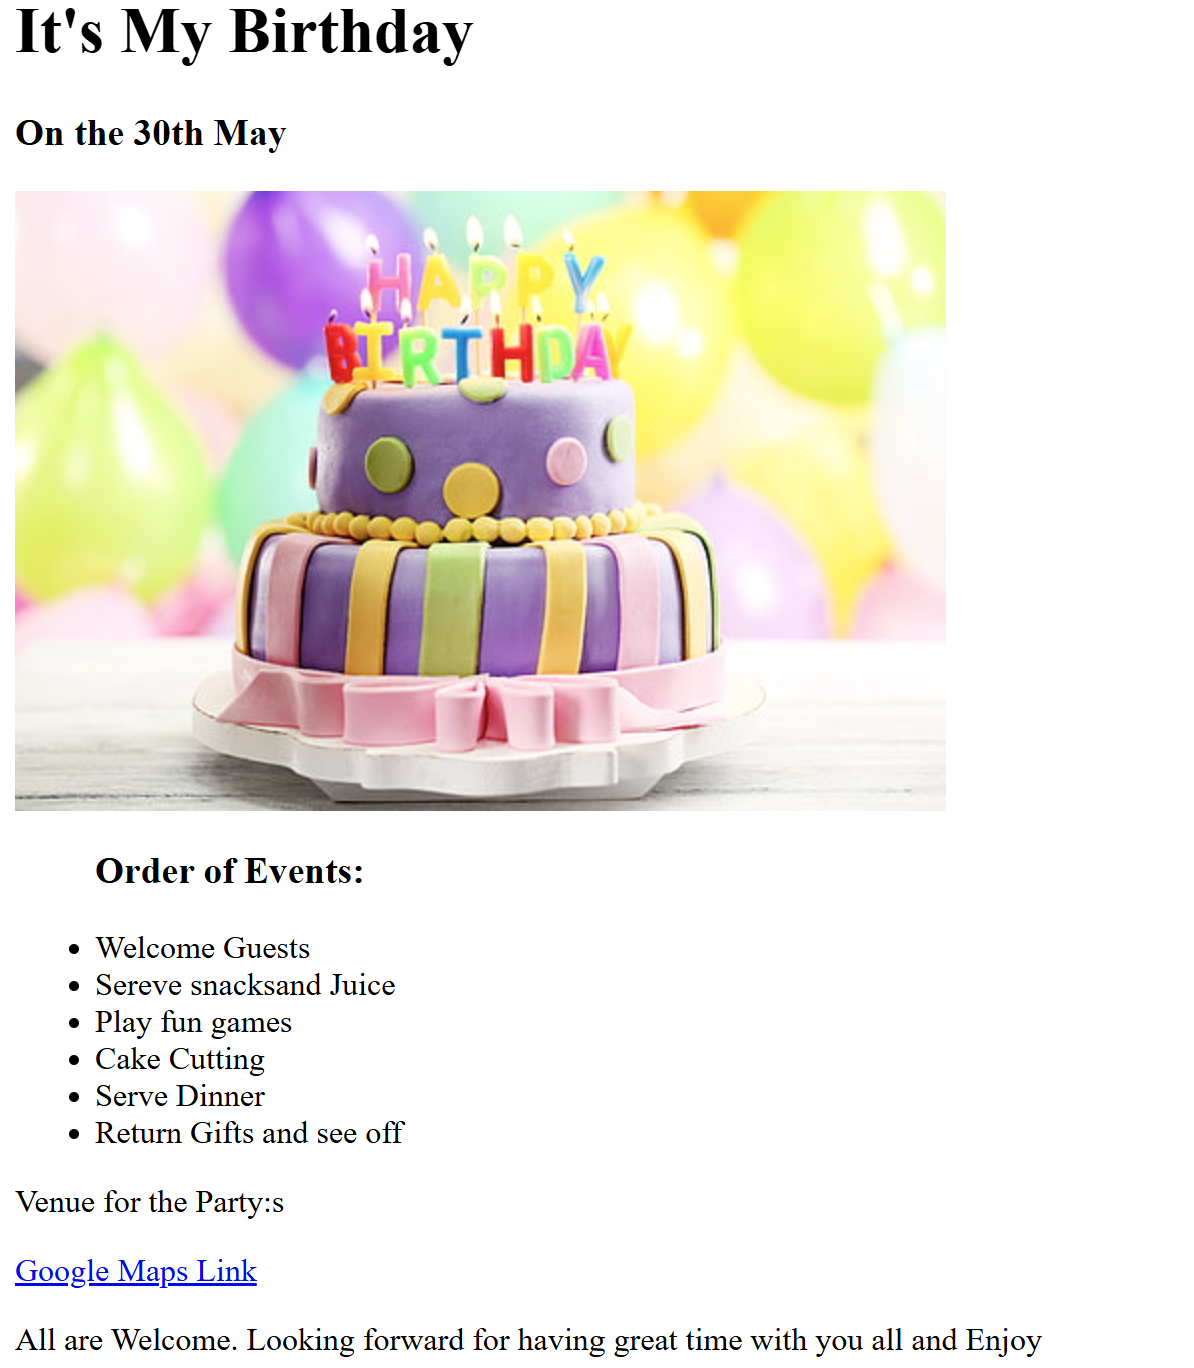 It's My Birthday
On the 30th May
HAPPY
BIRTHDAY
Order of Events:
Welcome Guests
Sereve snacksand Juice
Play fun games
Cake Cutting
Serve Dinner
Return Gifts and see off
Venue for the Party:s
Google Maps Link
All are Welcome. Looking forward for having great time with you all and Enjoy